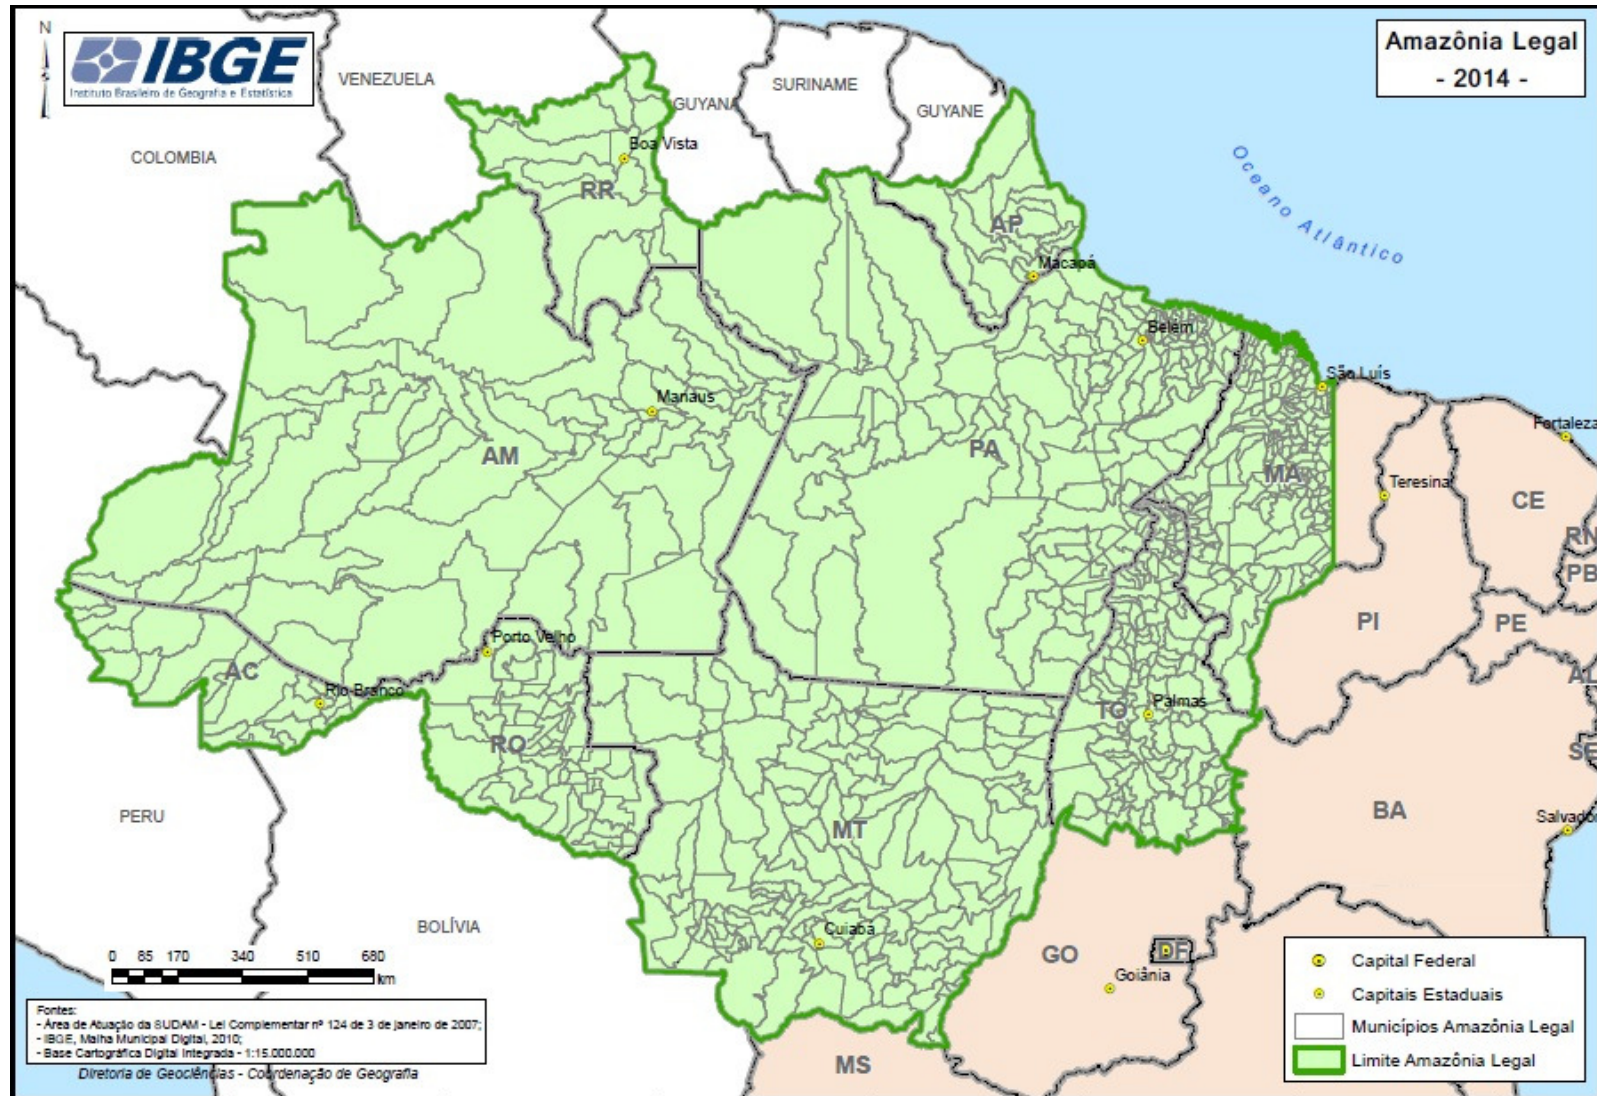 N
IBGE
Instituto Brasileiro de Geografia e Estatística
Amazônia Legal
- 2014 -
VENEZUELA
SURINAME
GUYANA
GUYANE
COLOMBIA
Boa Vista
RR
Oceano Atlântico
AP
Macapá
Belém
São Luís
Manaus
Fortaleza
AM
PA
MA
Teresina
CE
RN
PB
PI
PE
Porto Velho
AC
Rio Branco
AL
TO
Palmas
RO
SE
PERU
MT
BA
Salvador
BOLÍVIA
Cuiabá
GO
DF
Goiânia
0 85 170 340 510 680
km
Capital Federal
Capitais Estaduais
Municípios Amazônia Legal
Limite Amazônia Legal
Fontes:
- Área de Atuação da SUDAM - Lei Complementar nº 124 de 3 de janeiro de 2007;
- IBGE, Malha Municipal Digital, 2010;
- Base Cartográfica Digital Integrada - 1:15.000.000
Diretoria de Geociências - Coordenação de Geografia
MS